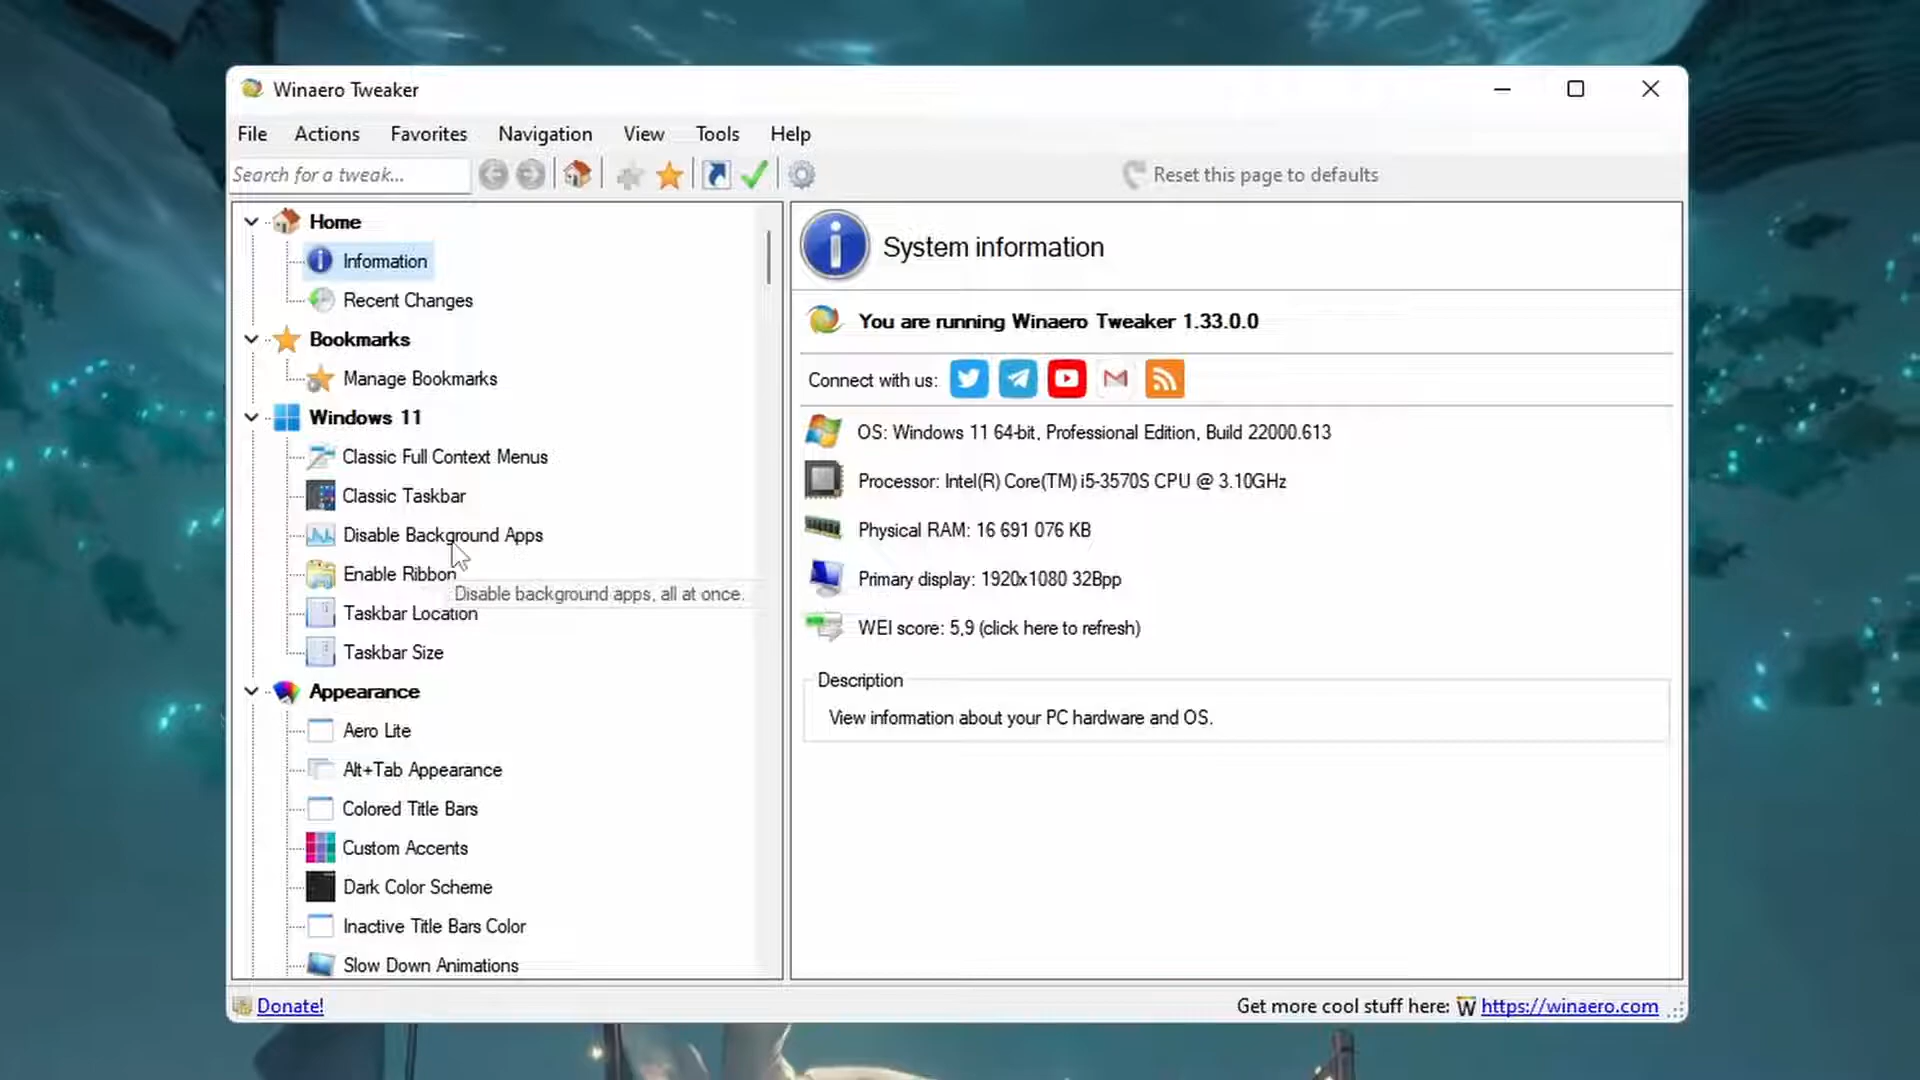 Winaero Tweaker
File Actions Favorites Navigation View Tools Help
Search for a tweak...
Reset this page to defaults
Home
Information
Recent Changes
Bookmarks
Manage Bookmarks
Windows 11
Classic Full Context Menus
Classic Taskbar
Disable Background Apps
Enable Ribbon
Disable background apps, all at once.
Taskbar Location
Taskbar Size
Appearance
Aero Lite
Alt+Tab Appearance
Colored Title Bars
Custom Accents
Dark Color Scheme
Inactive Title Bars Color
Slow Down Animations
System information
You are running Winaero Tweaker 1.33.0.0
Connect with us:
OS: Windows 11 64-bit, Professional Edition, Build 22000.613
Processor: Intel(R) Core(TM) i5-3570S CPU @ 3.10GHz
Physical RAM: 16 691 076 KB
Primary display: 1920x1080 32Bpp
WEI score: 5,9 (click here to refresh)
Description
View information about your PC hardware and OS.
Donate!
Get more cool stuff here: W https://winaero.com